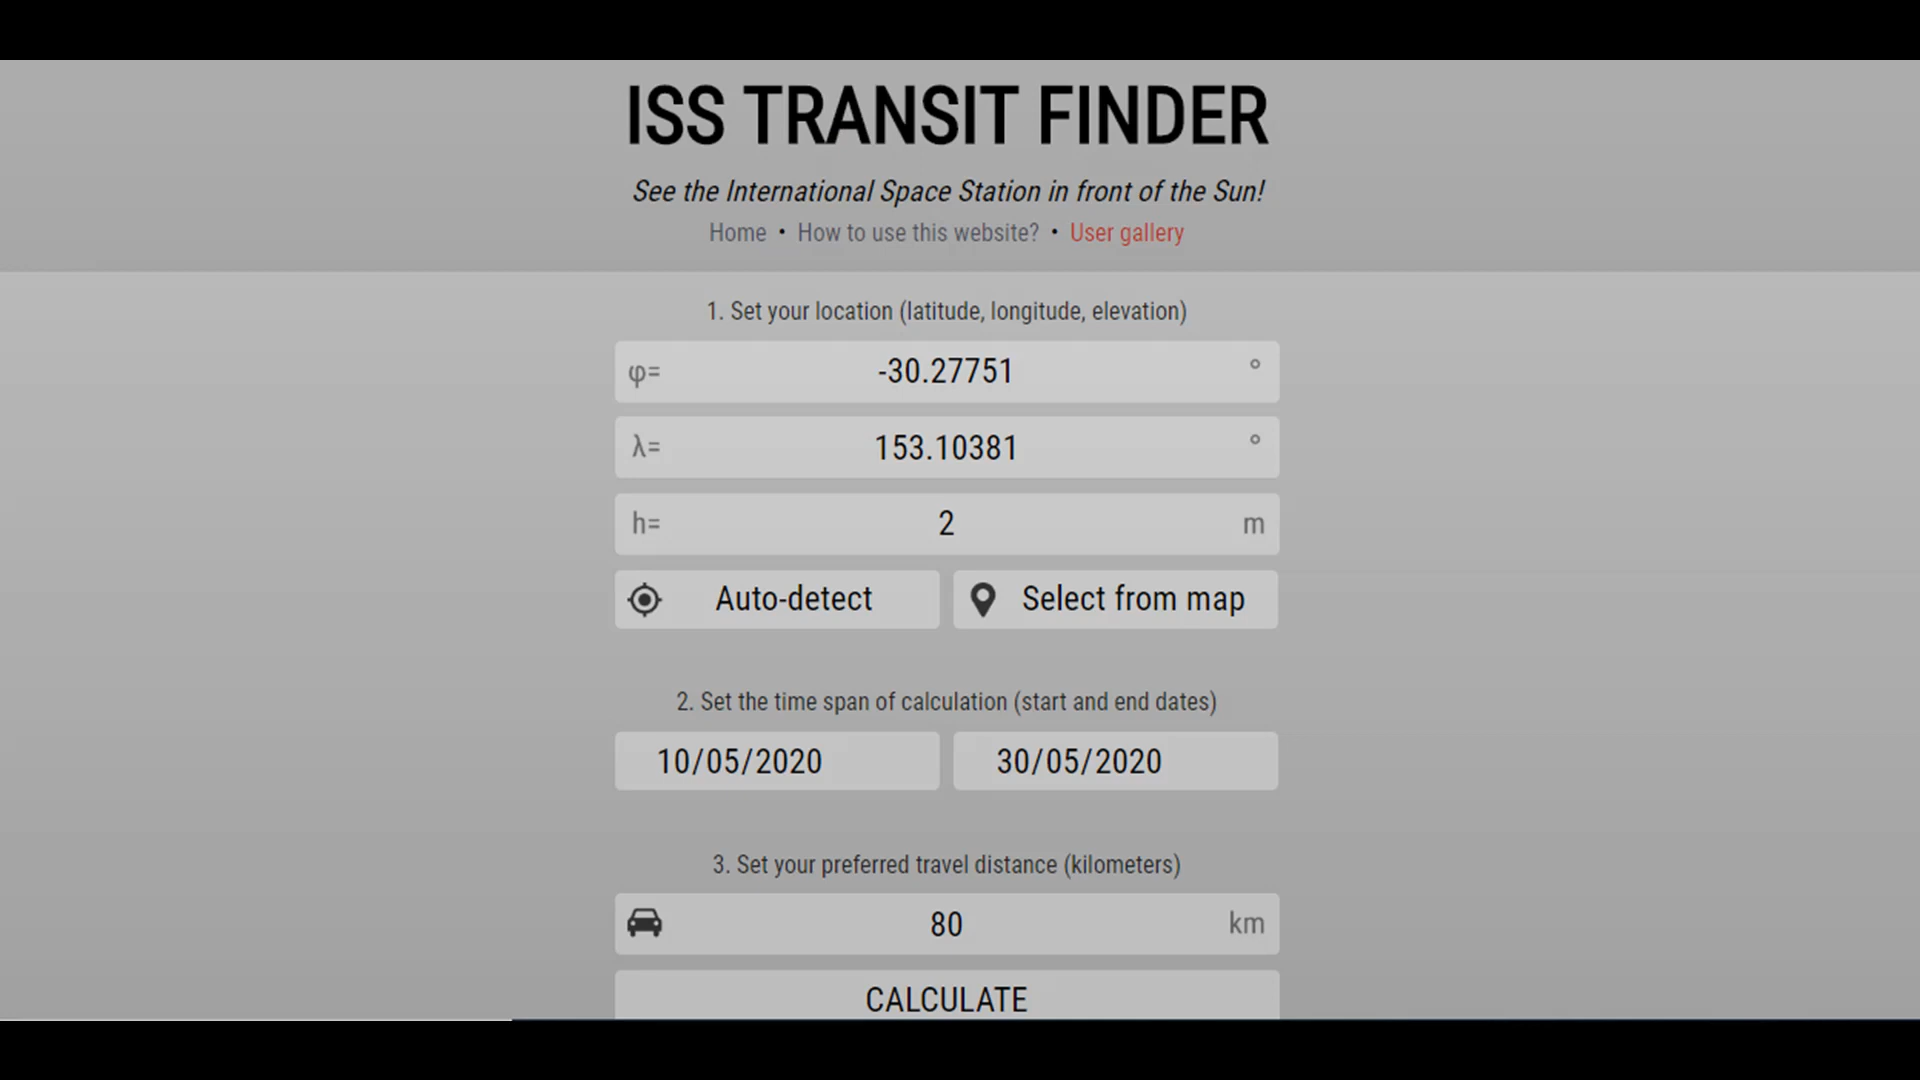 ISS TRANSIT FINDER
See the International Space Station in front of the Sun!
Home • How to use this website? • User gallery
1. Set your location (latitude, longitude, elevation)
φ= -30.27751 °
λ= 153.10381 °
h= 2 m
Auto-detect Select from map
2. Set the time span of calculation (start and end dates)
10/05/2020 30/05/2020
3. Set your preferred travel distance (kilometers)
80 km
CALCULATE